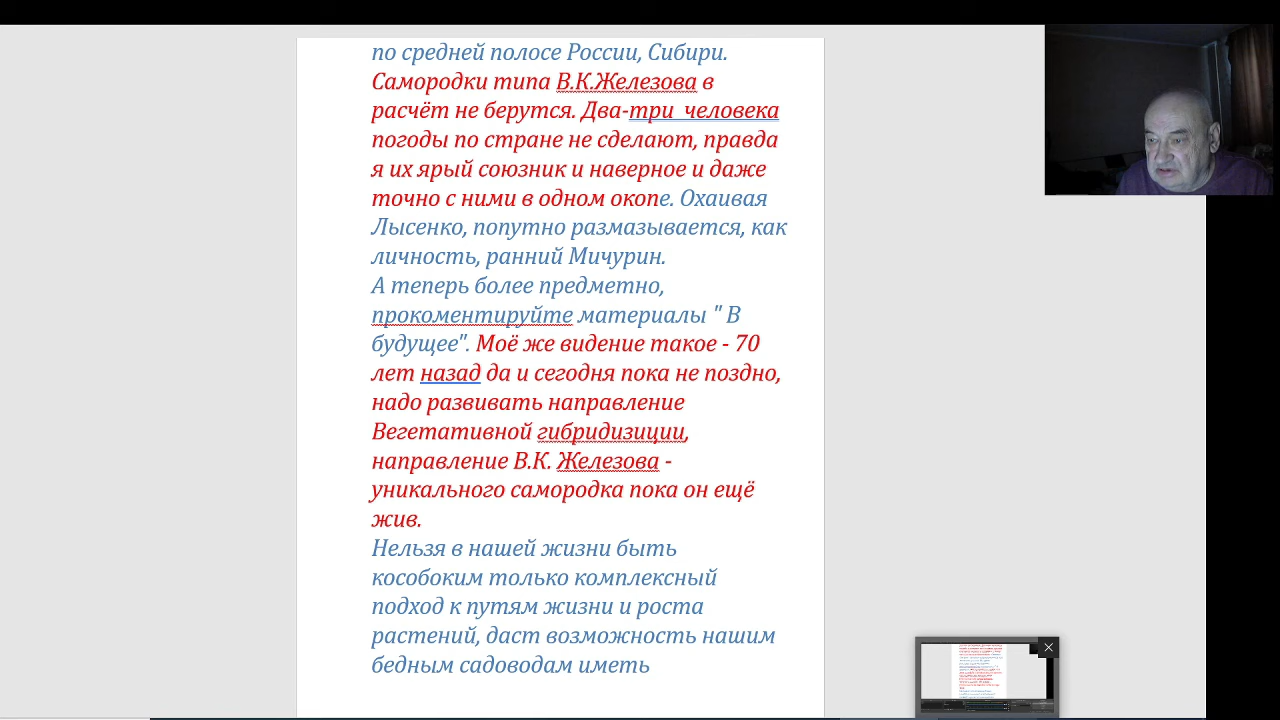 по средней полосе России, Сибири.
Самородки типа В.К.Железова в
расчёт не берутся. Два-три человека
погоды по стране не сделают, правда
я их ярый союзник и наверное и даже
точно с ними в одном окопе. Охаивая
Лысенко, попутно размазывается, как
личность, ранний Мичурин.
А теперь более предметно,
прокоментируйте материалы " В
будущее". Моё же видение такое - 70
лет назад да и сегодня пока не поздно,
надо развивать направление
Вегетативной гибридизиции,
направление В.К. Железова -
уникального самородка пока он ещё
жив.
Нельзя в нашей жизни быть
кособоким только комплексный
подход к путям жизни и роста
растений, даст возможность нашим
бедным садоводам иметь